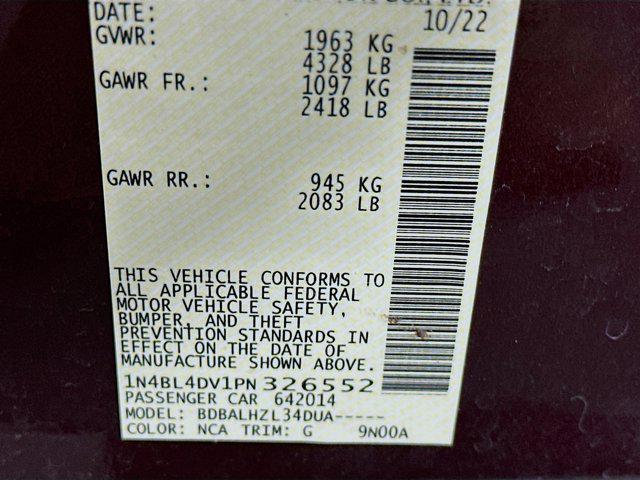 DATE: 10/22
GVWR: 1963 KG
4328 LB
GAWR FR.: 1097 KG
2418 LB
GAWR RR.: 945 KG
2083 LB
THIS VEHICLE CONFORMS TO
ALL APPLICABLE FEDERAL
MOTOR VEHICLE SAFETY,
BUMPER, AND THEFT
PREVENTION STANDARDS IN
EFFECT ON THE DATE OF
MANUFACTURE SHOWN ABOVE.
1N4BL4DV1PN326552
PASSENGER CAR 642014
MODEL: BDBALHZL34DUA-----
COLOR: NCA TRIM: G 9N00A